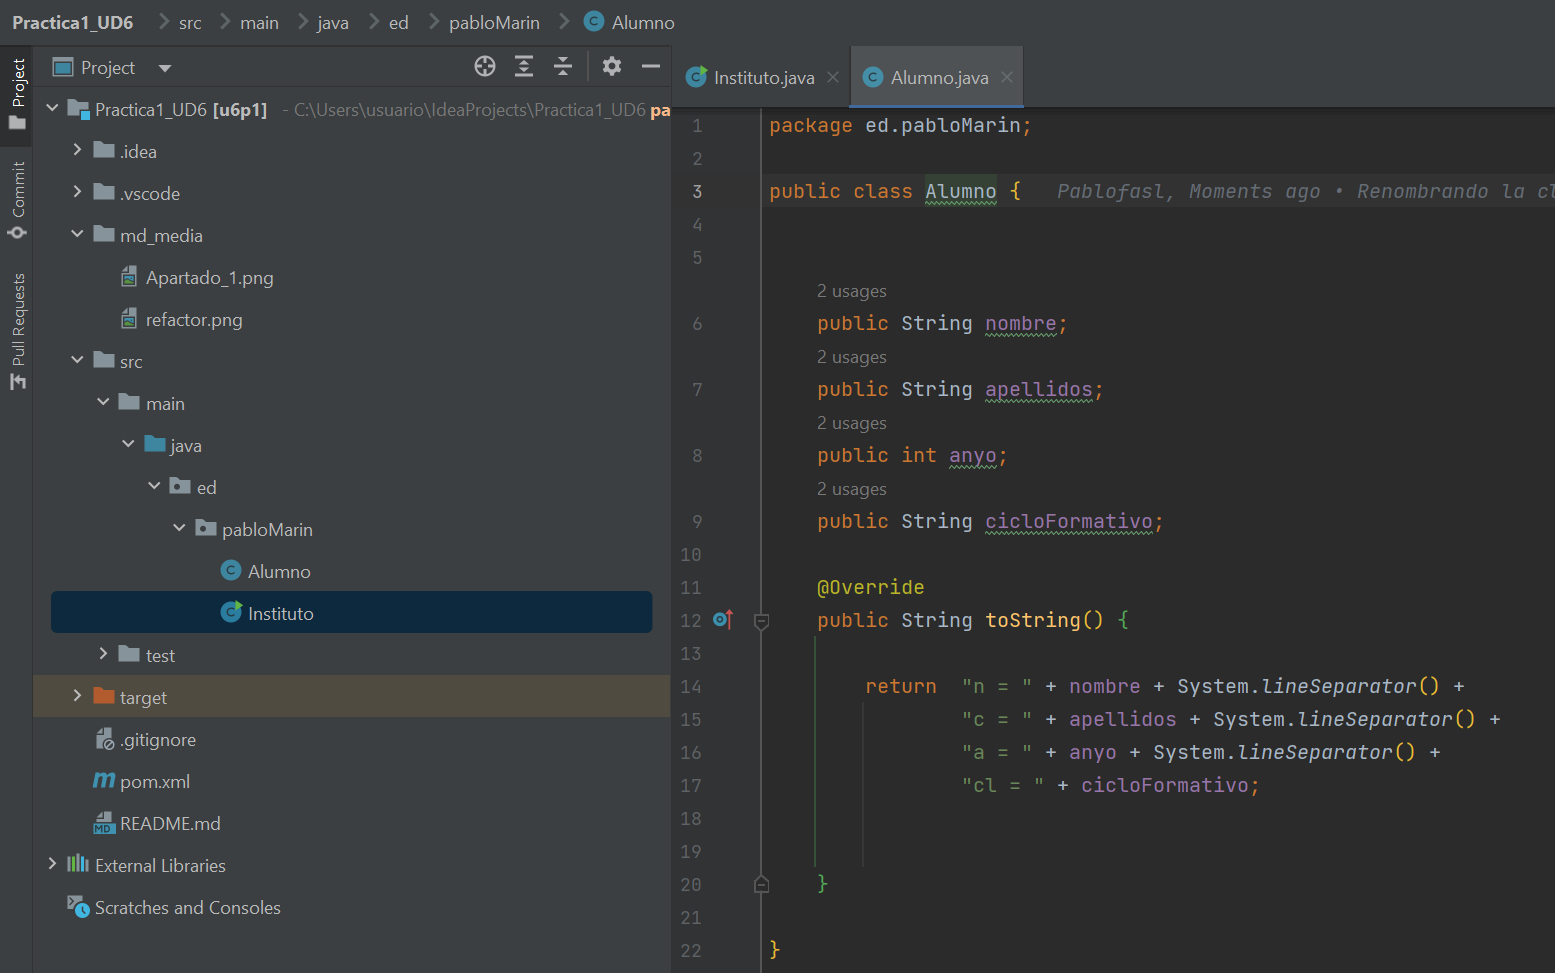 Practica1_UD6 src main java ed pabloMarin Alumno
Project
Commit
Pull Requests
Project
Practica1_UD6 [u6p1] - C:\Users\usuario\IdeaProjects\Practica1_UD6 pa
.idea
.vscode
md_media
Apartado_1.png
refactor.png
src
main
java
ed
pabloMarin
Alumno
Instituto
test
target
.gitignore
pom.xml
README.md
External Libraries
Scratches and Consoles
Instituto.java Alumno.java
1 package ed.pabloMarin;
2
3 public class Alumno { Pablofasl, Moments ago • Renombrando la cl
4
5
2 usages
6 public String nombre;
2 usages
7 public String apellidos;
2 usages
8 public int anyo;
2 usages
9 public String cicloFormativo;
10
11 @Override
12 public String toString() {
13
14 return "n = " + nombre + System.lineSeparator() +
15 "c = " + apellidos + System.lineSeparator() +
16 "a = " + anyo + System.lineSeparator() +
17 "cl = " + cicloFormativo;
18
19
20 }
21
22 }